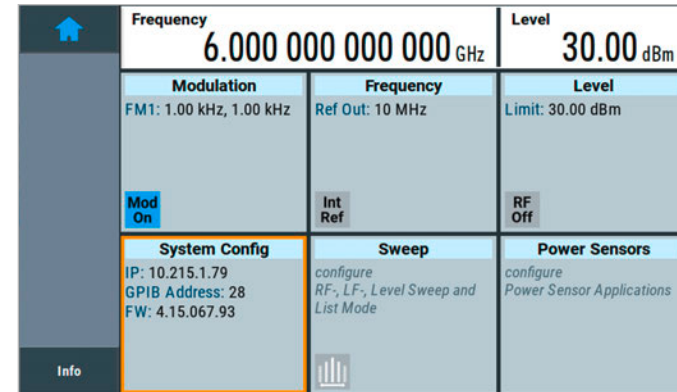 Frequency
6.000 000 000 000 GHz
Level
30.00 dBm
Modulation
FM1: 1.00 kHz, 1.00 kHz
Mod
On
Frequency
Ref Out: 10 MHz
Int
Ref
Level
Limit: 30.00 dBm
RF
Off
System Config
IP: 10.215.1.79
GPIB Address: 28
FW: 4.15.067.93
Sweep
configure
RF-, LF-, Level Sweep and
List Mode
Power Sensors
configure
Power Sensor Applications
Info